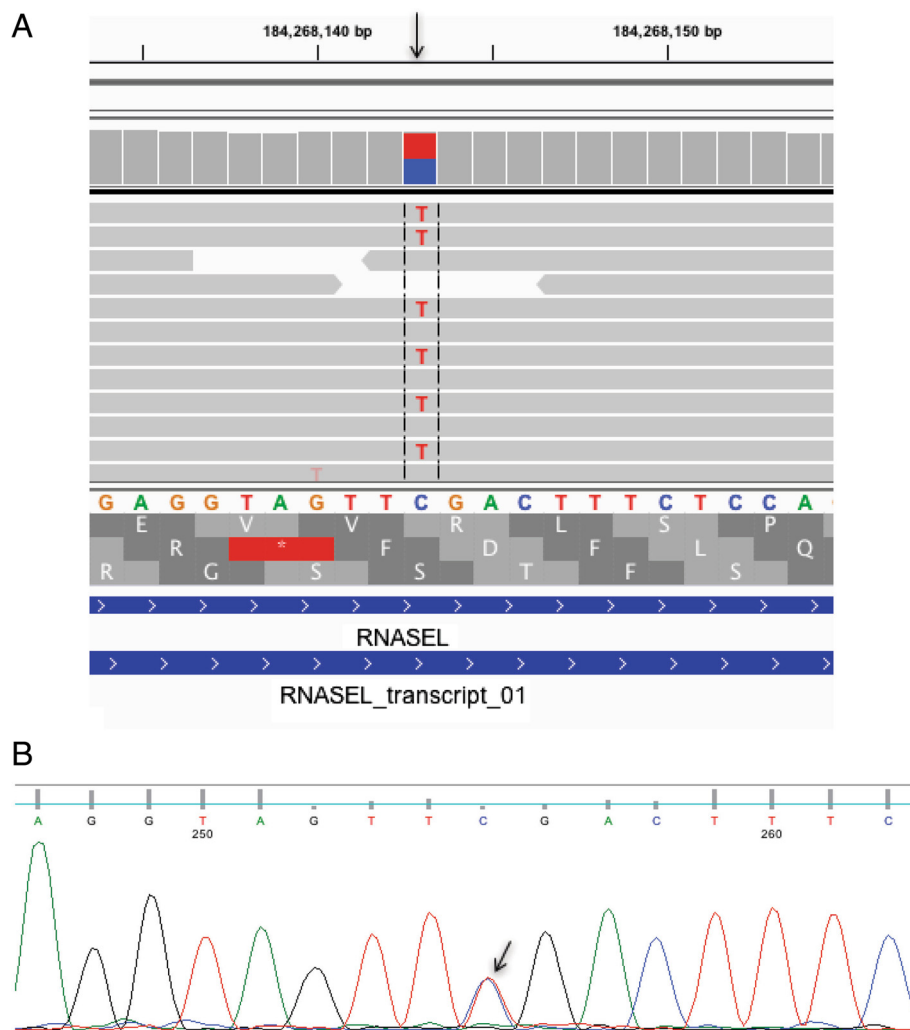 A
184,268,140 bp 184,268,150 bp
T
T
T
T
T
T
T
G A G G T A G T T C G A C T T T C T C C A
E V V R L S P
R * F D F L Q
R G S F S T F S
RNASEL
RNASEL_transcript_01
B
A G G T A G T T C G A C T T T C
250 260